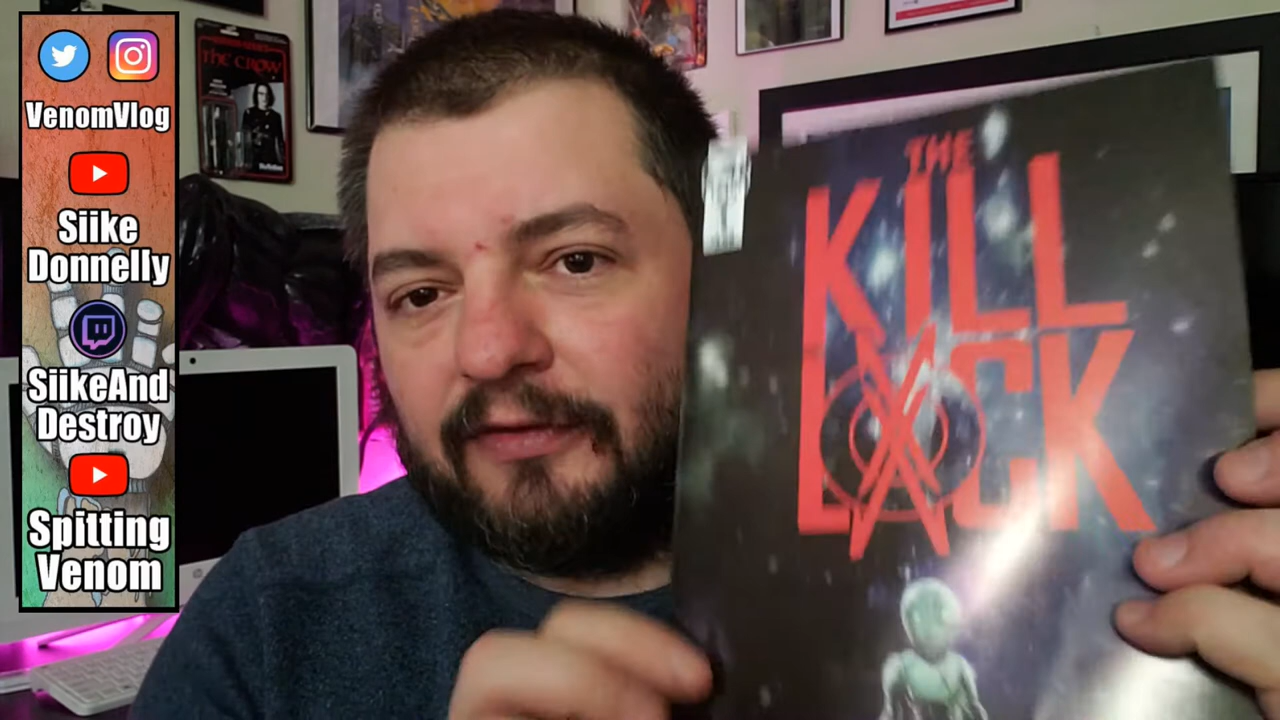 VenomVlog
Siike
Donnelly
SiikeAnd
Destroy
Spitting
Venom
THE CROW
THE
KILL
LOCK